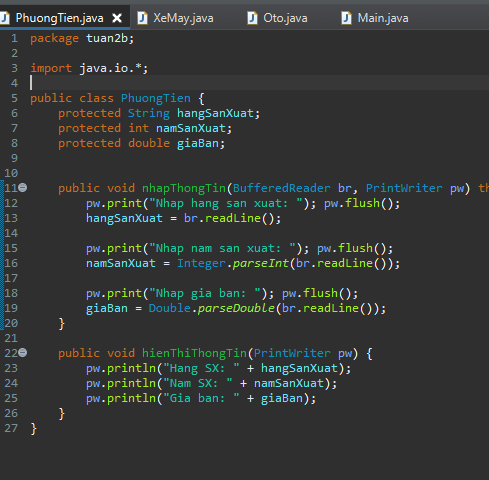 PhuongTien.java XeMay.java Oto.java Main.java
1 package tuan2b;
2
3 import java.io.*;
4
5 public class PhuongTien {
6 protected String hangSanXuat;
7 protected int namSanXuat;
8 protected double giaBan;
9
10
11 public void nhapThongTin(BufferedReader br, PrintWriter pw) th
12 pw.print("Nhap hang san xuat: "); pw.flush();
13 hangSanXuat = br.readLine();
14
15 pw.print("Nhap nam san xuat: "); pw.flush();
16 namSanXuat = Integer.parseInt(br.readLine());
17
18 pw.print("Nhap gia ban: "); pw.flush();
19 giaBan = Double.parseDouble(br.readLine());
20 }
21
22 public void hienThiThongTin(PrintWriter pw) {
23 pw.println("Hang SX: " + hangSanXuat);
24 pw.println("Nam SX: " + namSanXuat);
25 pw.println("Gia ban: " + giaBan);
26 }
27 }